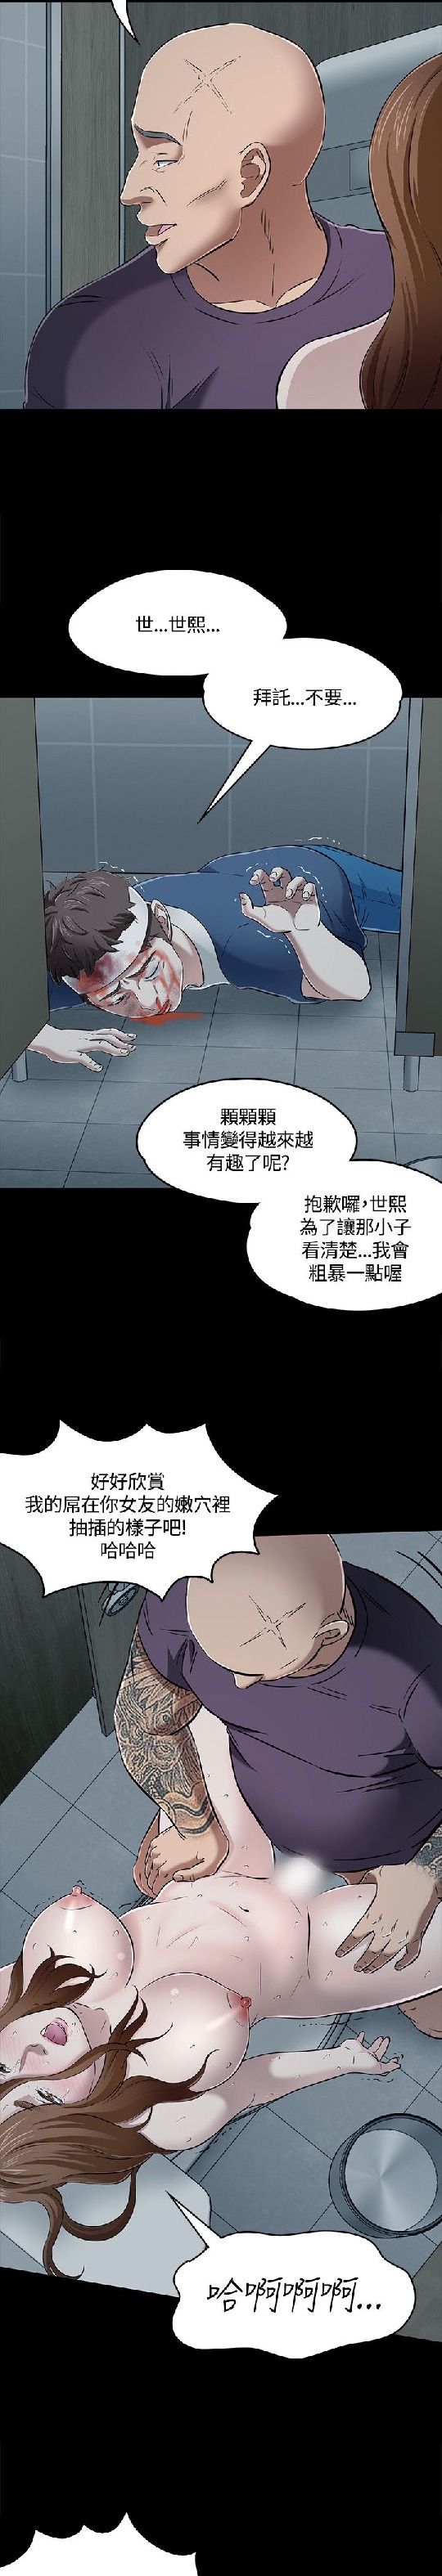 世...世熙...
拜託...不要...
顆顆顆
事情變得越來越
有趣了呢?
抱歉囉,世熙
為了讓那小子
看清楚...我會
粗暴一點喔
好好欣賞
我的屌在你女友的嫩穴裡
抽插的樣子吧!
哈哈哈
哈啊啊啊...